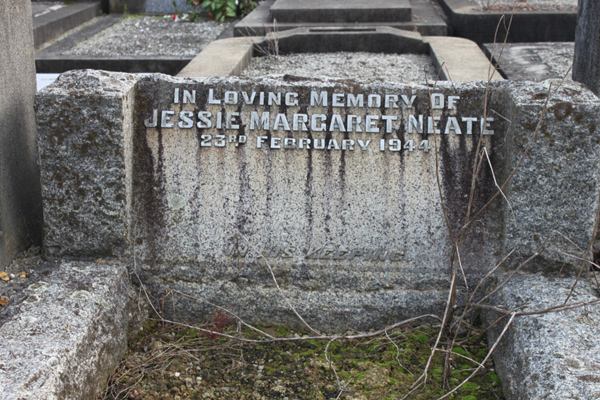 In Loving Memory Of
JESSIE MARGARET NEATE
23RD FEBRUARY 1944